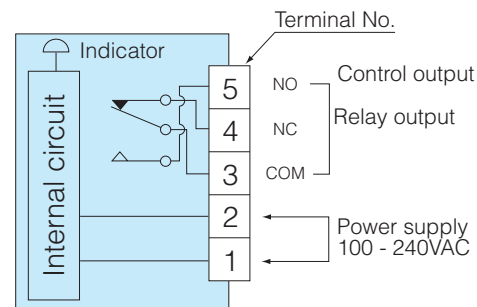 Terminal No.
Indicator
Internal circuit
5
4
3
2
1
NO
NC
COM
Control output
Relay output
Power supply
100 - 240VAC